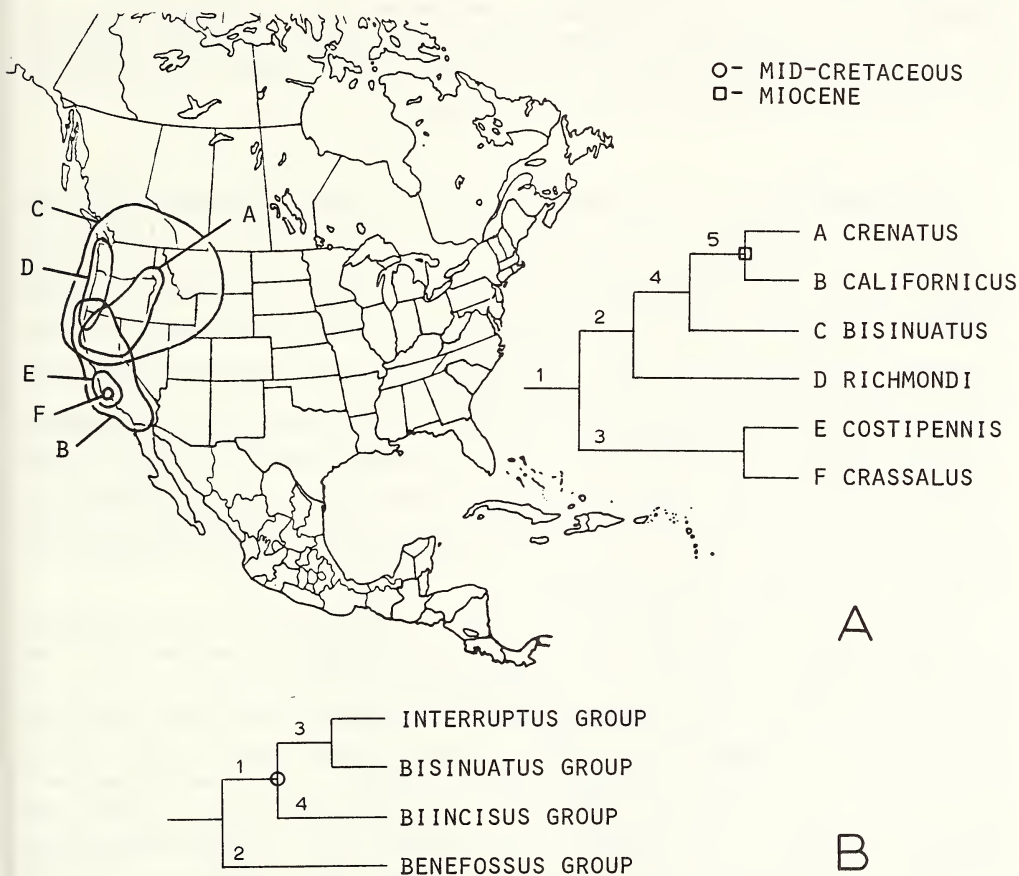 O- MID-CRETACEOUS
□- MIOCENE
C
A
D
E
F
B
5
A CRENATUS
B CALIFORNICUS
4
C BISINUATUS
2
D RICHMONDI
1
E COSTIPENNIS
3
F CRASSALUS
A
3
INTERRUPTUS GROUP
1
BISINUATUS GROUP
4
BIINCISUS GROUP
2
BENEFOSSUS GROUP
B